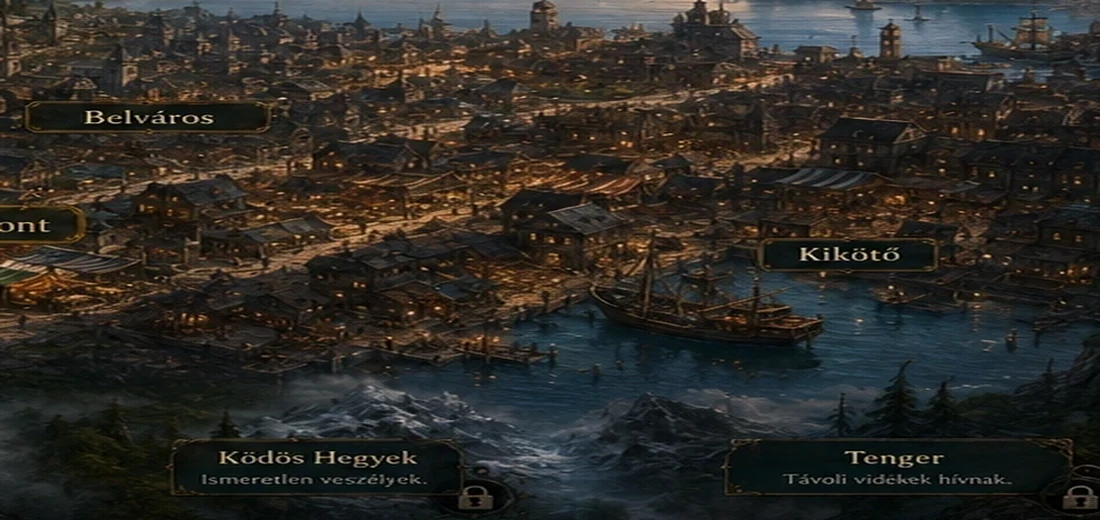 Belváros
ont
Kikötő
Ködös Hegyek
Ismeretlen veszélyek.
Tenger
Távoli vidékek hívnak.